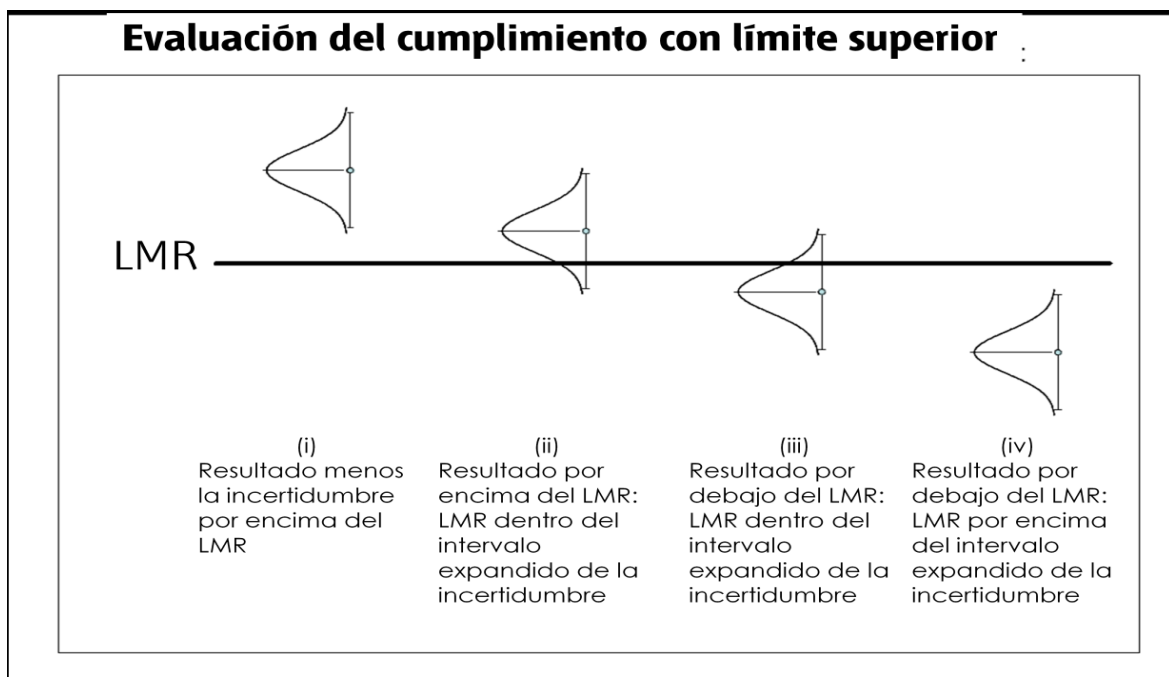 Evaluación del cumplimiento con límite superior :
LMR
(i)
Resultado menos
la incertidumbre
por encima del
LMR
(ii)
Resultado por
encima del LMR:
LMR dentro del
intervalo
expandido de la
incertidumbre
(iii)
Resultado por
debajo del LMR:
LMR dentro del
intervalo
expandido de la
incertidumbre
(iv)
Resultado por
debajo del LMR:
LMR por encima
del intervalo
expandido de la
incertidumbre